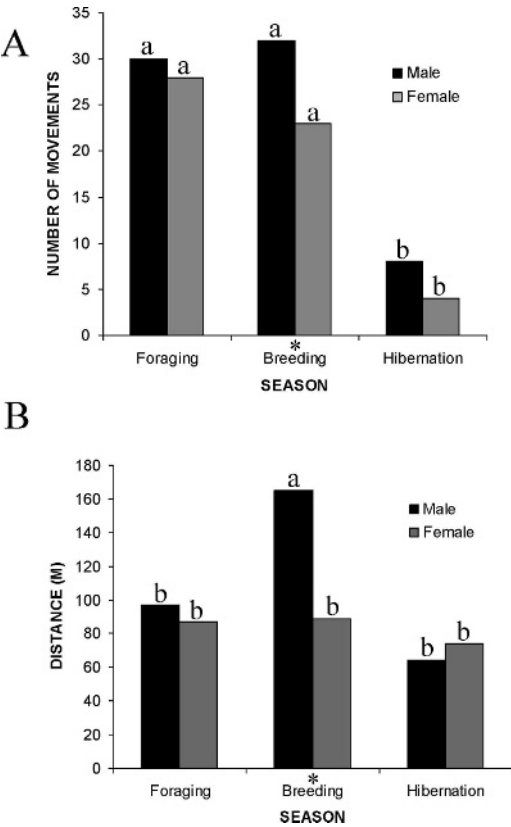 A
35
30
25
20
15
10
5
0
NUMBER OF MOVEMENTS
a
a
a
a
b
b
Male
Female
Foraging
*
Breeding
Hibernation
SEASON
B
180
160
140
120
100
80
60
40
20
0
DISTANCE (M)
b
b
a
b
b
b
Male
Female
Foraging
*
Breeding
Hibernation
SEASON